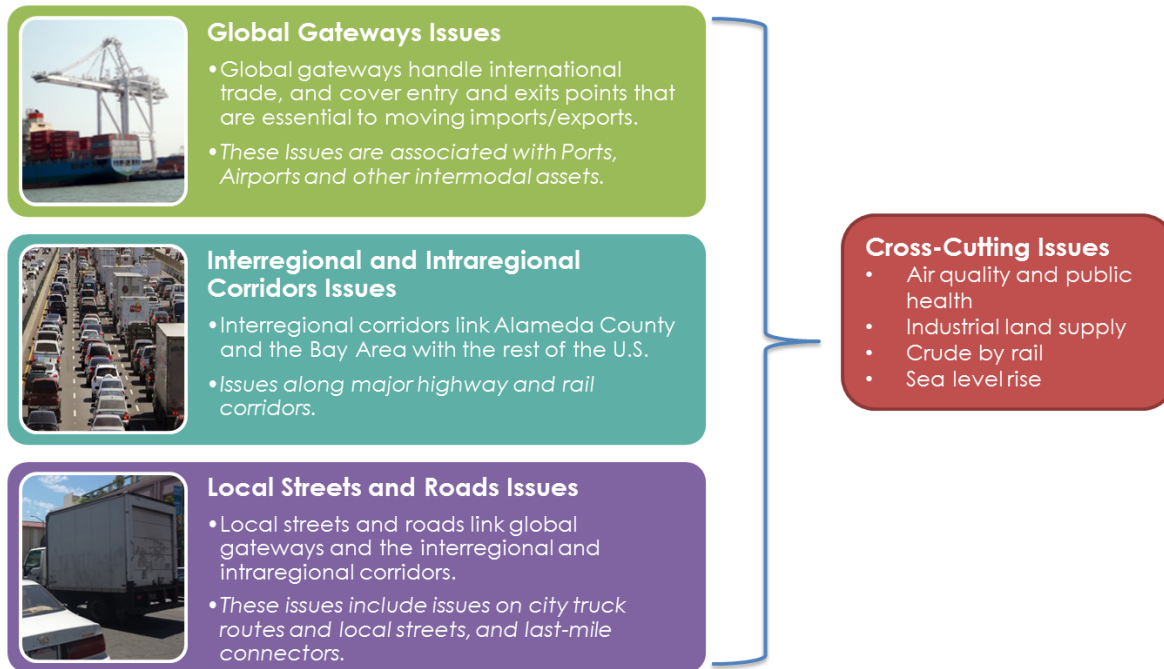 Global Gateways Issues
•Global gateways handle international
trade, and cover entry and exits points that
are essential to moving imports/exports.
•These Issues are associated with Ports,
Airports and other intermodal assets.
Interregional and Intraregional
Corridors Issues
•Interregional corridors link Alameda County
and the Bay Area with the rest of the U.S.
•Issues along major highway and rail
corridors.
Local Streets and Roads Issues
•Local streets and roads link global
gateways and the interregional and
intraregional corridors.
•These issues include issues on city truck
routes and local streets, and last-mile
connectors.
Cross-Cutting Issues
• Air quality and public
health
• Industrial land supply
• Crude by rail
• Sea level rise